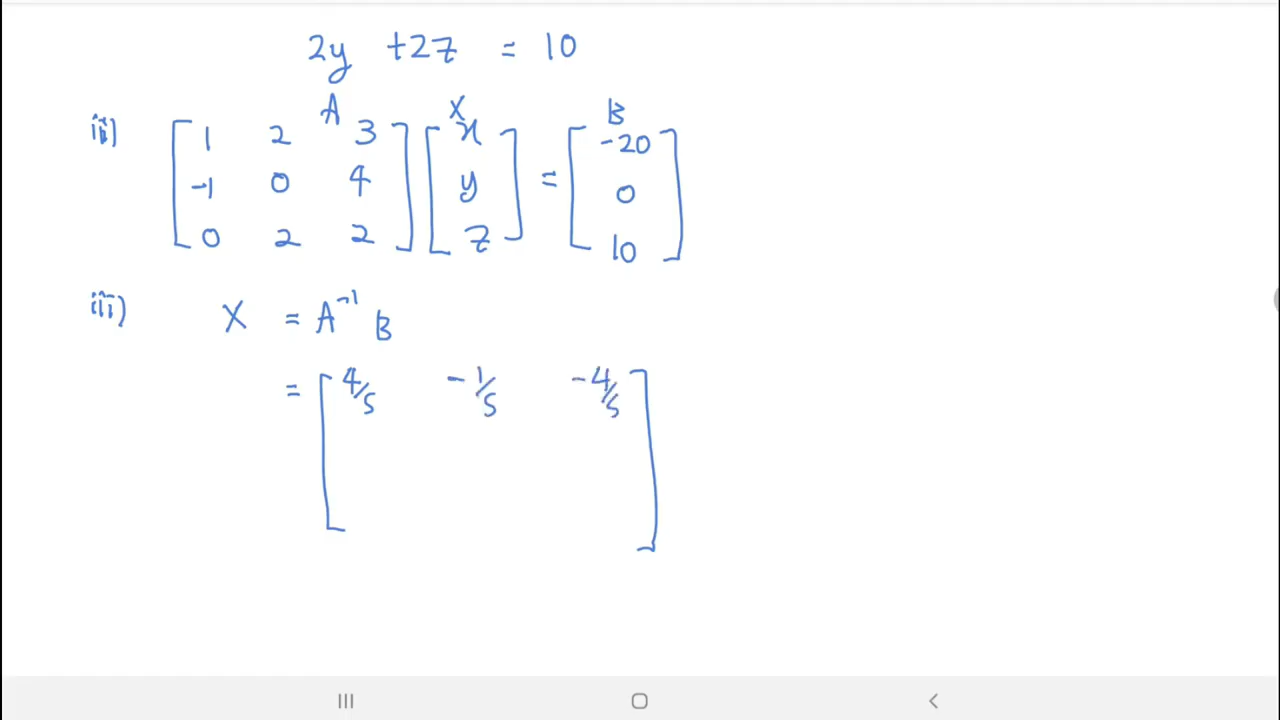 2y +2z = 10
A X B
ii) [ 1 2 3 ] [ x ] = [ -20 ]
[ -1 0 4 ] [ y ] [ 0 ]
[ 0 2 2 ] [ z ] [ 10 ]
iii) X = A⁻¹ B
= [ 4/5 -1/5 -4/5 ]